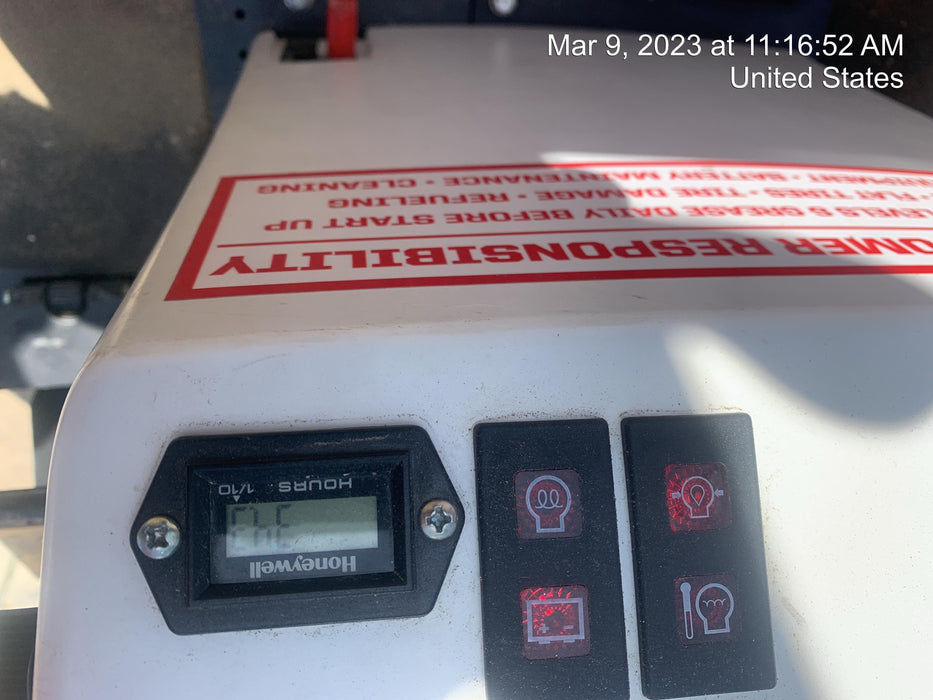 Mar 9, 2023 at 11:16:52 AM
United States
OMER RESPONSIBILITY
LEVELS & GREASE DAILY BEFORE START UP
• FLAT TIRES • TIRE DAMAGE • REFUELING
• BATTERY MAINTENANCE • CLEANING
Honeywell
343
HOURS 1/10